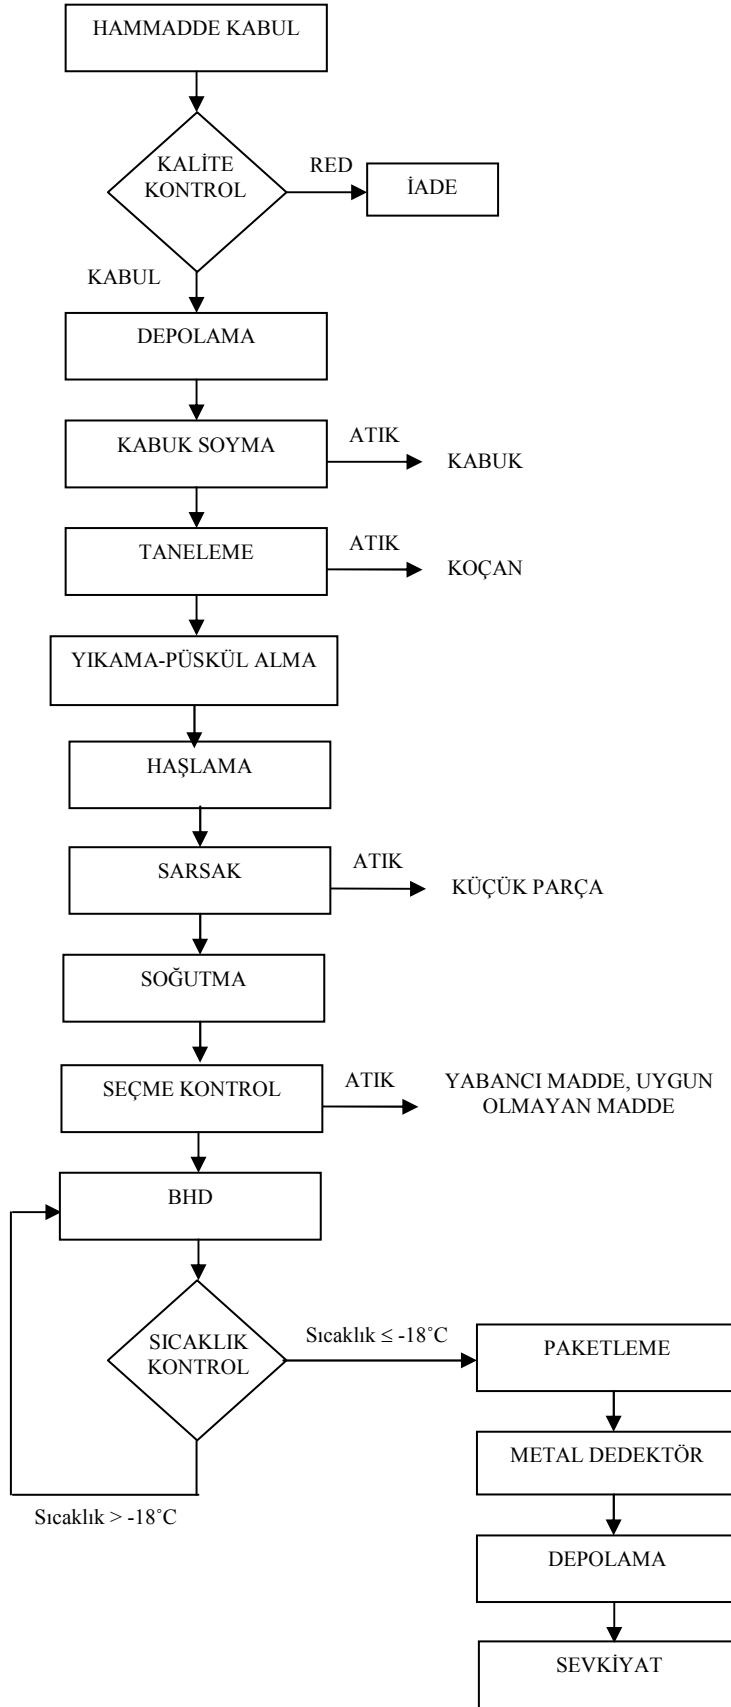 HAMMADDE KABUL
KALİTE
KONTROL
RED
İADE
KABUL
DEPOLAMA
KABUK SOYMA
ATIK
KABUK
TANELEME
ATIK
KOÇAN
YIKAMA-PÜSKÜL ALMA
HAŞLAMA
SARSAK
ATIK
KÜÇÜK PARÇA
SOĞUTMA
SEÇME KONTROL
ATIK
YABANCI MADDE, UYGUN
OLMAYAN MADDE
BHD
SICAKLIK
KONTROL
Sıcaklık ≤ -18˚C
Sıcaklık > -18˚C
PAKETLEME
METAL DEDEKTÖR
DEPOLAMA
SEVKİYAT